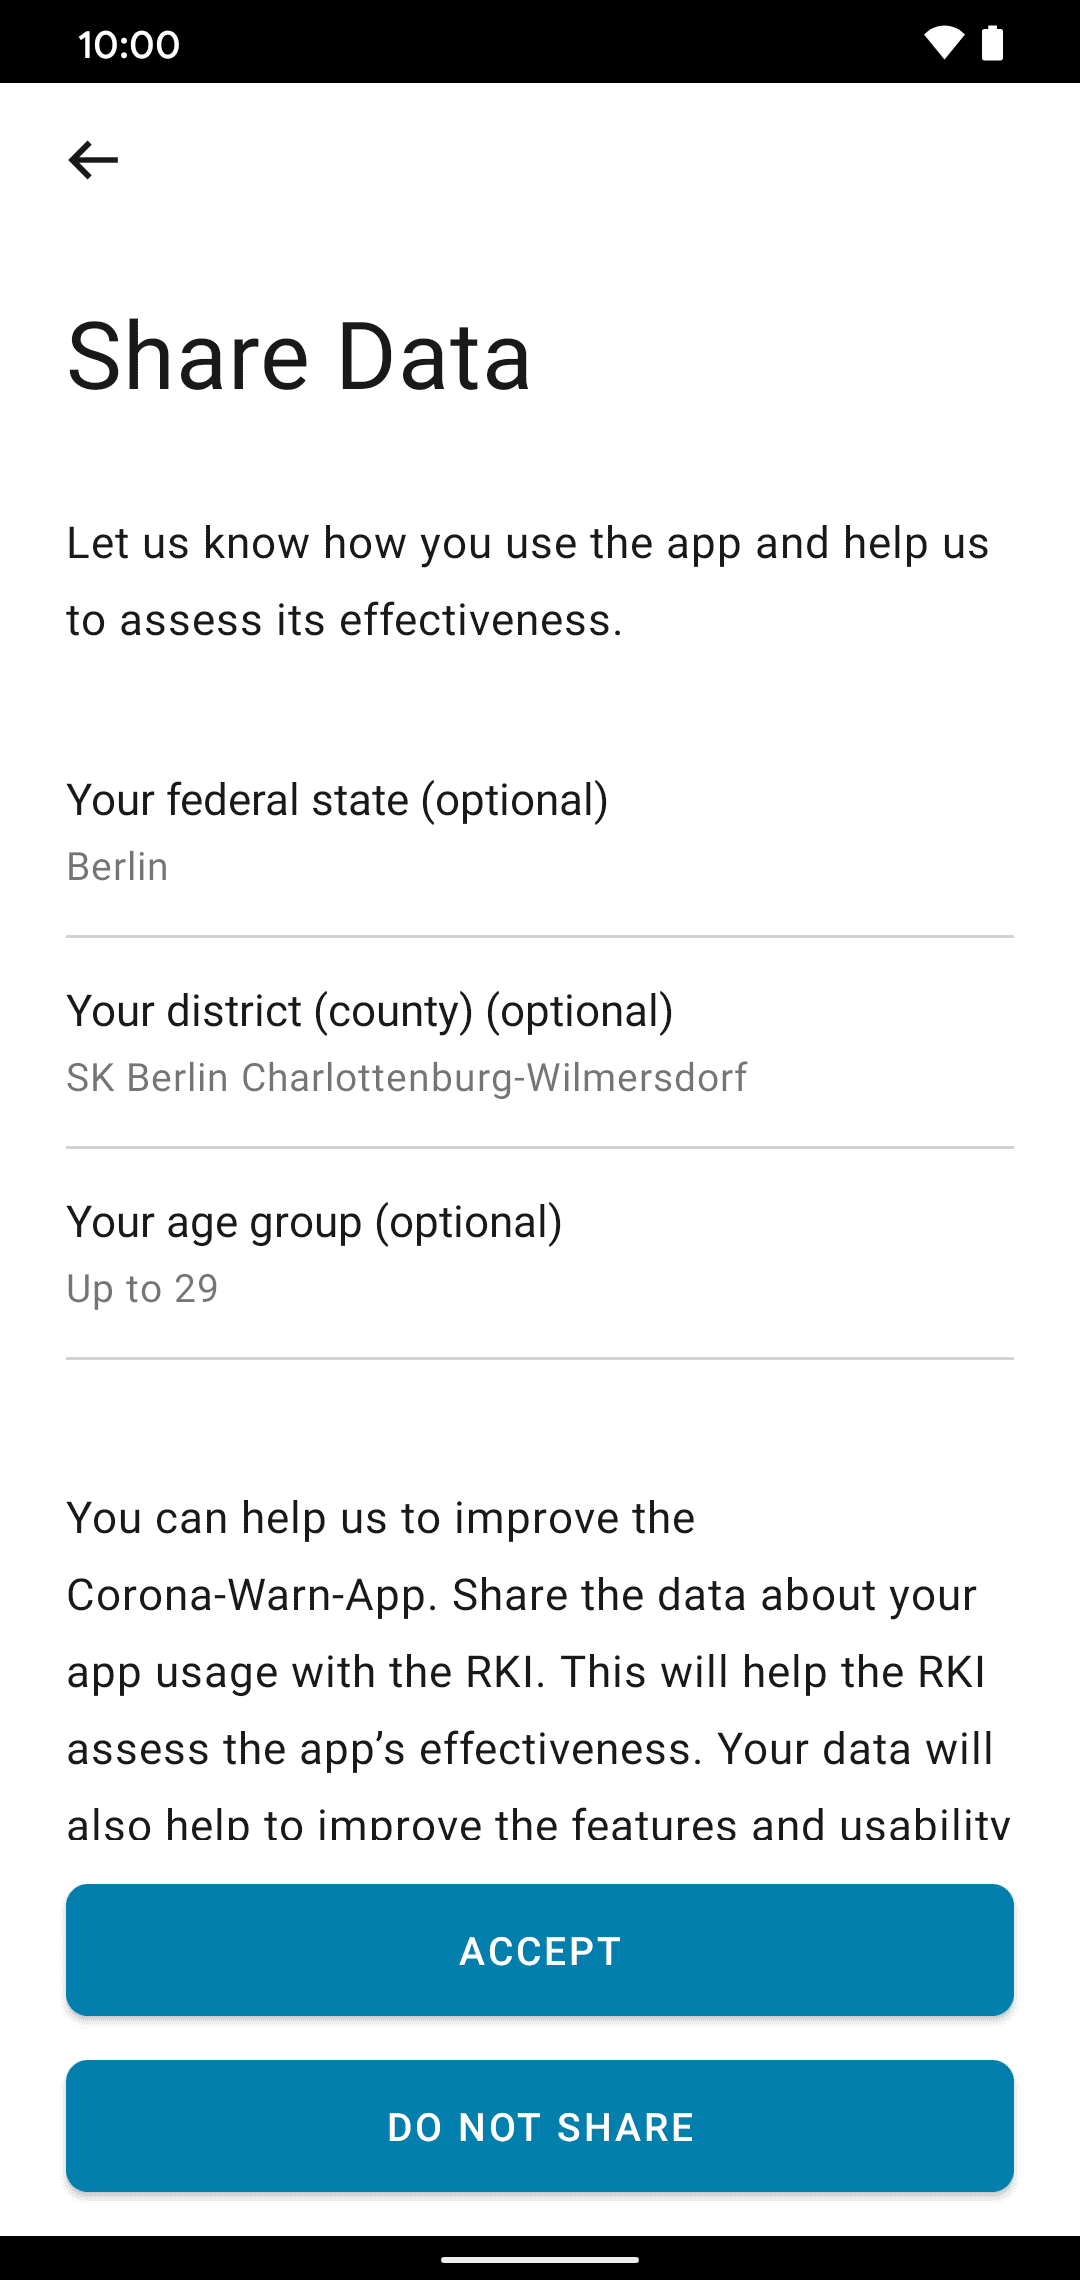 10:00
Share Data
Let us know how you use the app and help us
to assess its effectiveness.
Your federal state (optional)
Berlin
Your district (county) (optional)
SK Berlin Charlottenburg-Wilmersdorf
Your age group (optional)
Up to 29
You can help us to improve the
Corona-Warn-App. Share the data about your
app usage with the RKI. This will help the RKI
assess the app’s effectiveness. Your data will
also help to improve the features and usability
ACCEPT
DO NOT SHARE